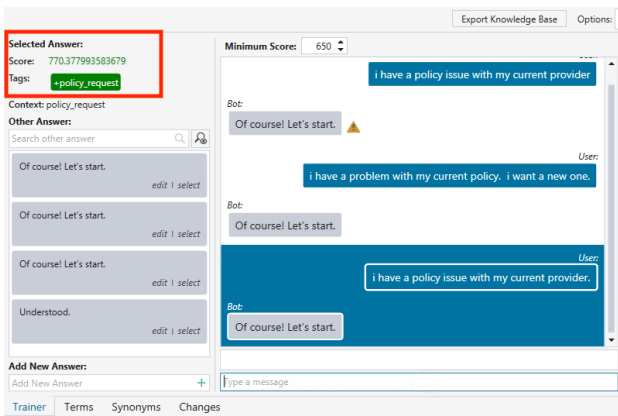 Export Knowledge Base
Options:
Selected Answer:
Score: 770.377993583679
Tags: +policy_request
Context: policy_request
Other Answer:
Search other answer
Of course! Let's start.
edit | select
Of course! Let's start.
edit | select
Of course! Let's start.
edit | select
Understood.
edit | select
Add New Answer:
Add New Answer +
Minimum Score: 650
User:
i have a policy issue with my current provider
Bot:
Of course! Let's start.
User:
i have a problem with my current policy. i want a new one.
Bot:
Of course! Let's start.
User:
i have a policy issue with my current provider.
Bot:
Of course! Let's start.
Type a message
Trainer Terms Synonyms Changes